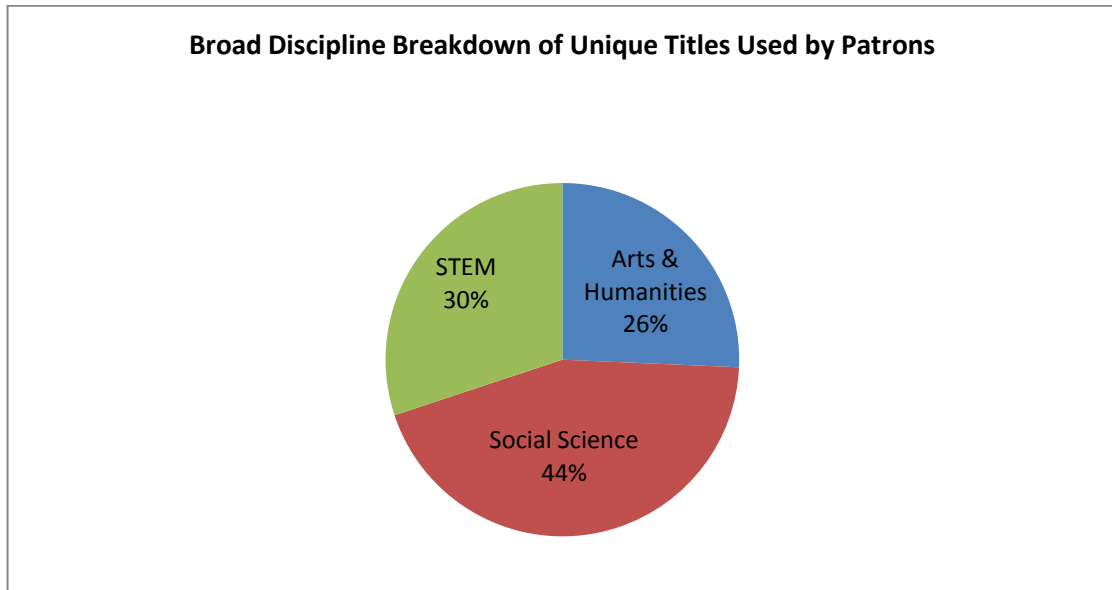 Broad Discipline Breakdown of Unique Titles Used by Patrons
STEM
30%
Arts &
Humanities
26%
Social Science
44%